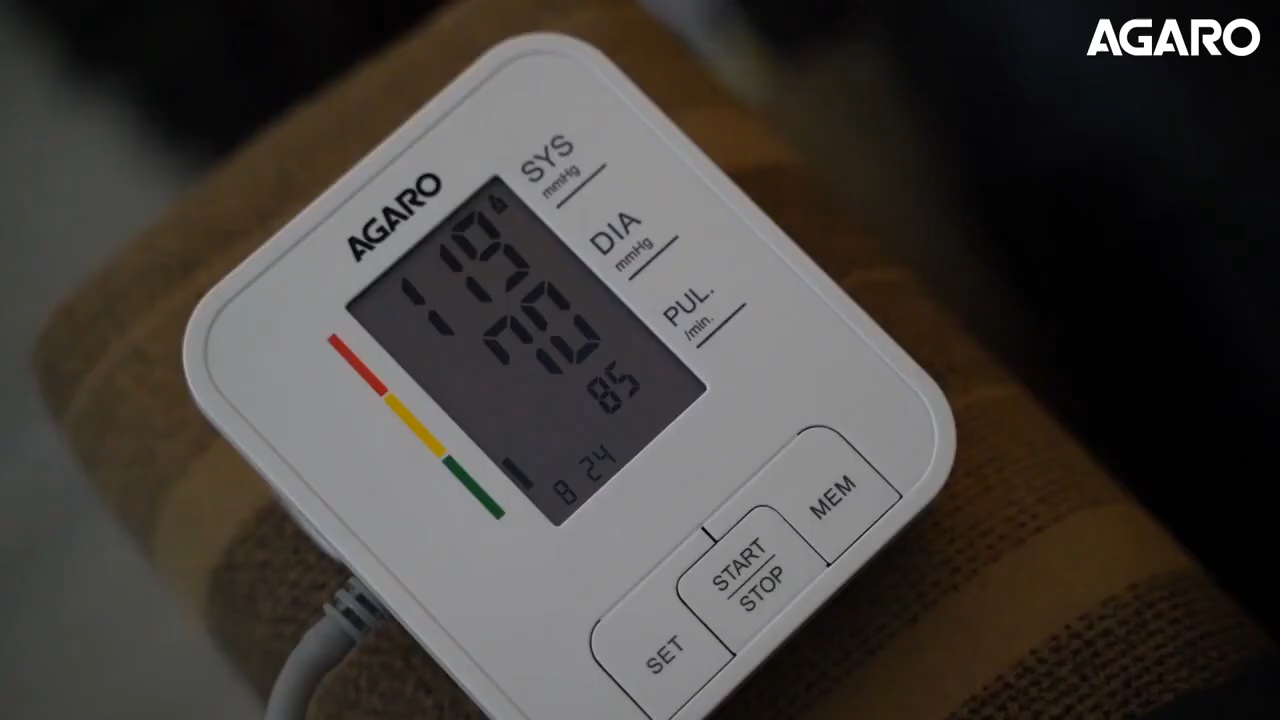 AGARO
AGARO
SYS
mmHg
DIA
mmHg
PUL.
/min.
119
70
85
8 24
MEM
START
STOP
SET